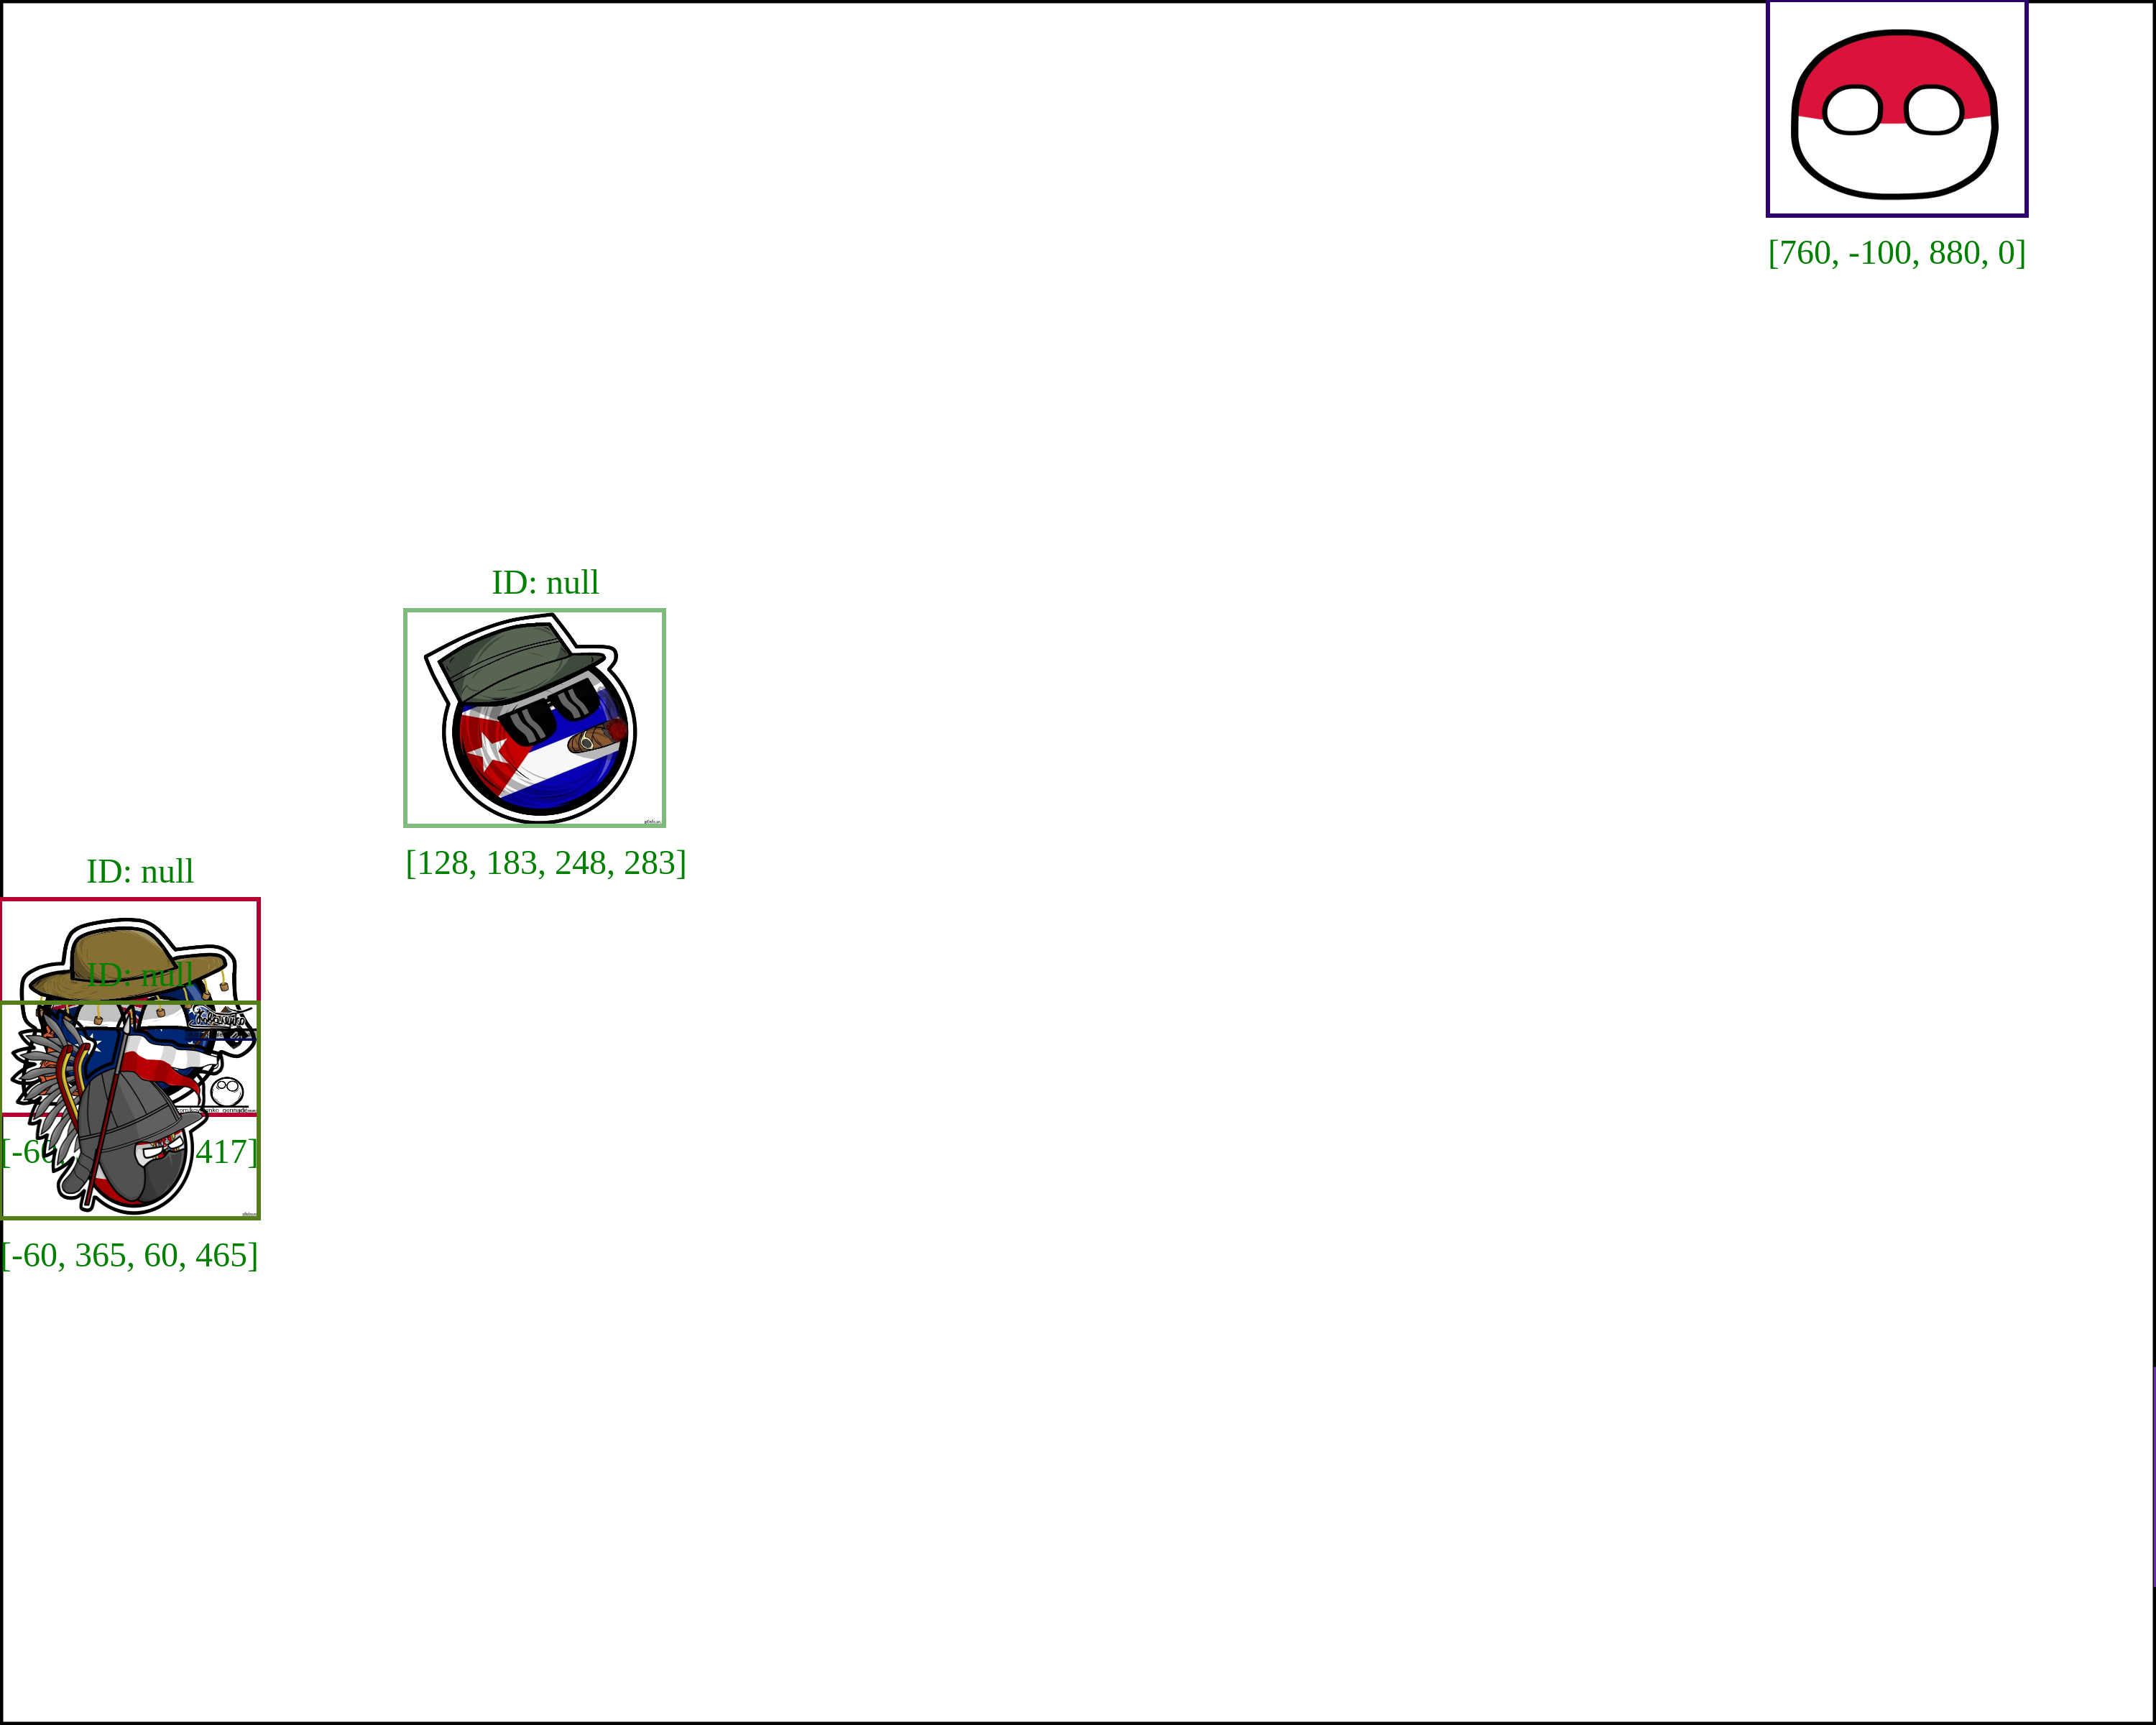 [760, -100, 880, 0]
ID: null
[128, 183, 248, 283]
ID: null
ID: null
417]
[-60, 365, 60, 465]